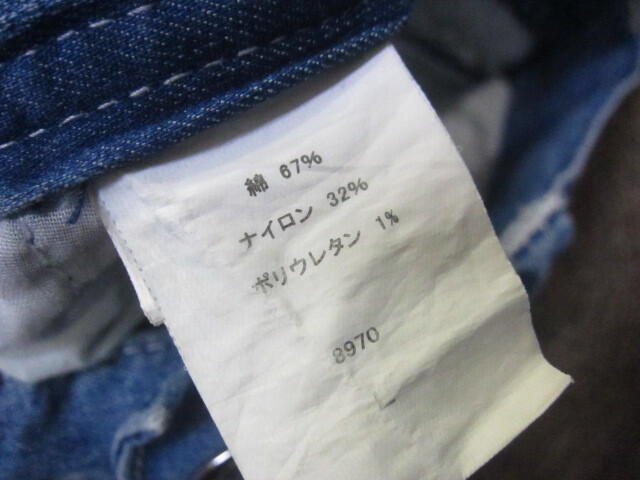 綿 67%
ナイロン 32%
ポリウレタン 1%
8970